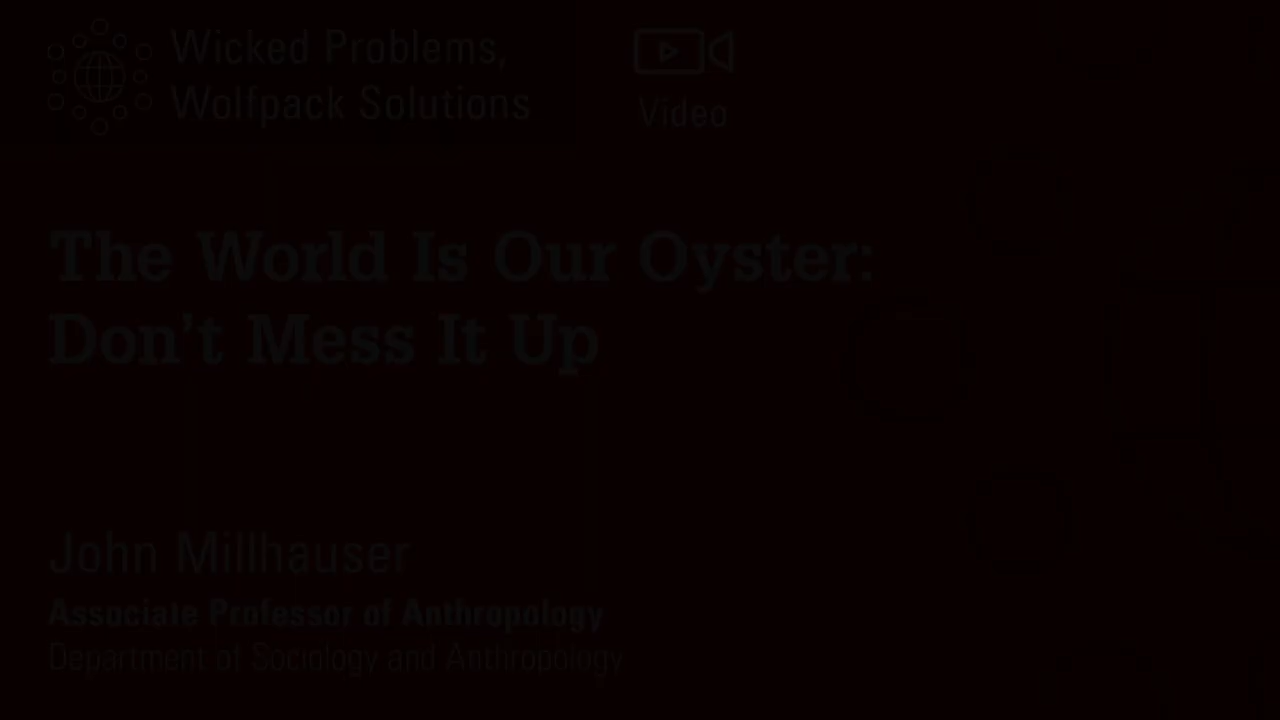 Wicked Problems,
Wolfpack Solutions
Video
The World Is Our Oyster:
Don't Mess It Up
John Millhauser
Associate Professor of Anthropology
Department of Sociology and Anthropology